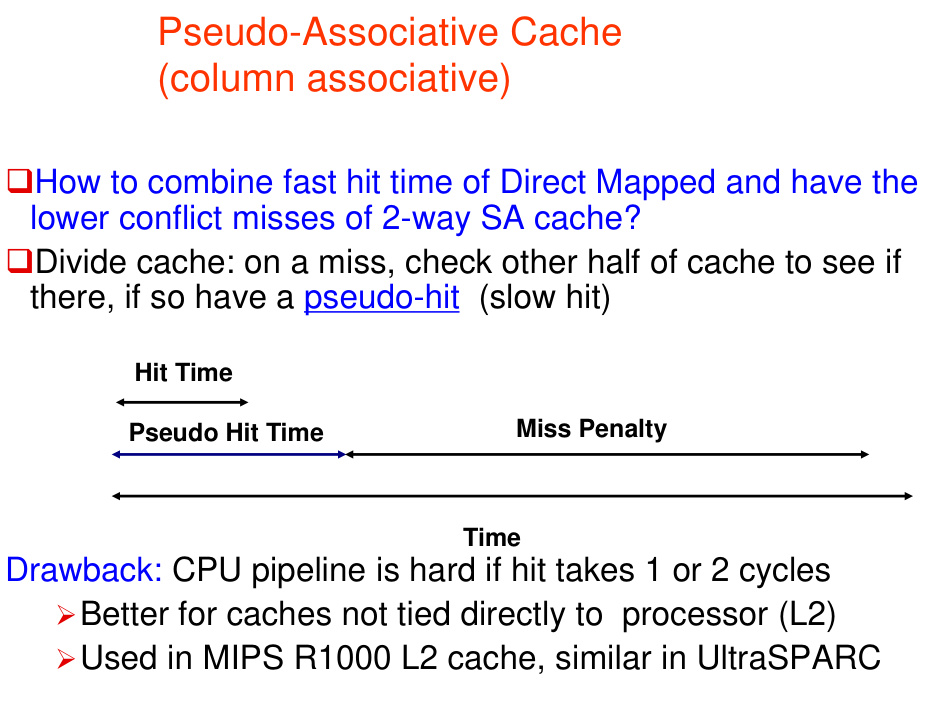 Pseudo-Associative Cache
(column associative)
How to combine fast hit time of Direct Mapped and have the
lower conflict misses of 2-way SA cache?
Divide cache: on a miss, check other half of cache to see if
there, if so have a pseudo-hit (slow hit)
Hit Time
Pseudo Hit Time
Miss Penalty
Time
Drawback: CPU pipeline is hard if hit takes 1 or 2 cycles
Better for caches not tied directly to processor (L2)
Used in MIPS R1000 L2 cache, similar in UltraSPARC